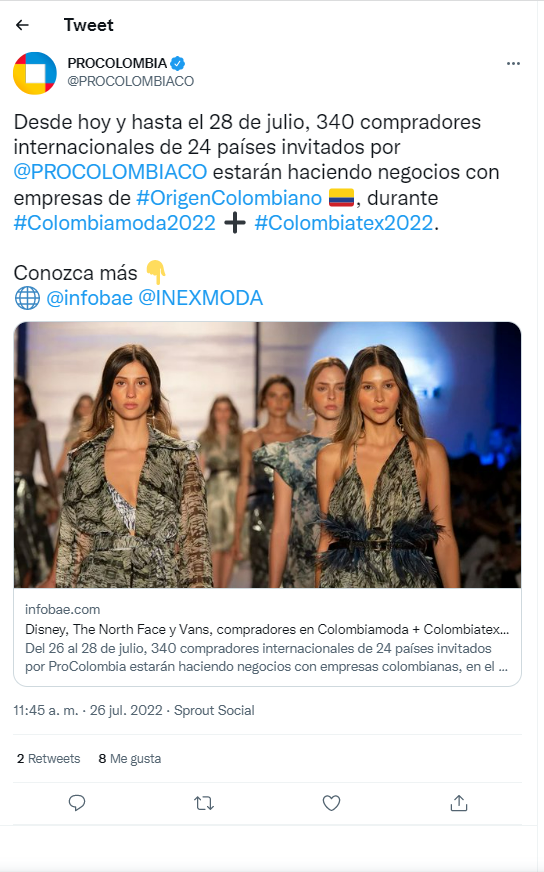 Tweet
PROCOLOMBIA
@PROCOLOMBIACO
Desde hoy y hasta el 28 de julio, 340 compradores
internacionales de 24 países invitados por
@PROCOLOMBIACO estarán haciendo negocios con
empresas de #OrigenColombiano 🇨🇴, durante
#Colombiamoda2022 ➕ #Colombiatex2022.
Conozca más 👇
🌐 @infobae @INEXMODA
infobae.com
Disney, The North Face y Vans, compradores en Colombiamoda + Colombiatex...
Del 26 al 28 de julio, 340 compradores internacionales de 24 países invitados
por ProColombia estarán haciendo negocios con empresas colombianas, en el ...
11:45 a. m. · 26 jul. 2022 · Sprout Social
2 Retweets 8 Me gusta